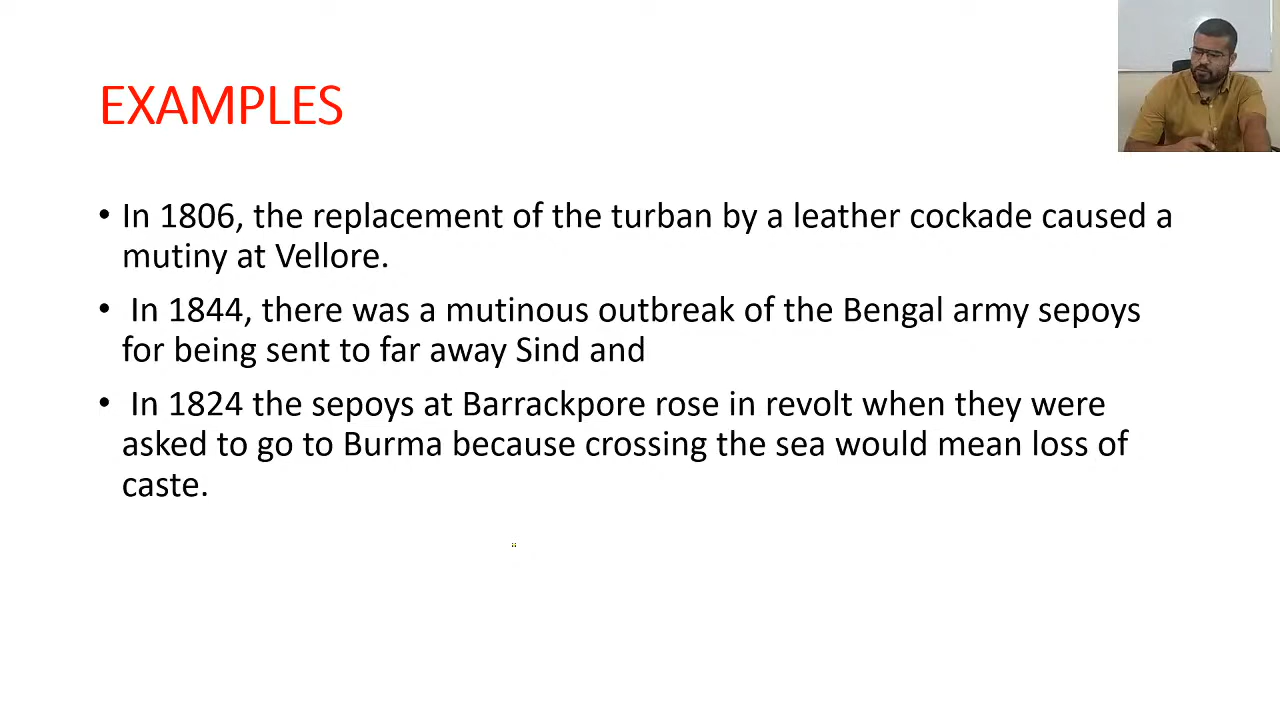 EXAMPLES
• In 1806, the replacement of the turban by a leather cockade caused a
mutiny at Vellore.
• In 1844, there was a mutinous outbreak of the Bengal army sepoys
for being sent to far away Sind and
• In 1824 the sepoys at Barrackpore rose in revolt when they were
asked to go to Burma because crossing the sea would mean loss of
caste.